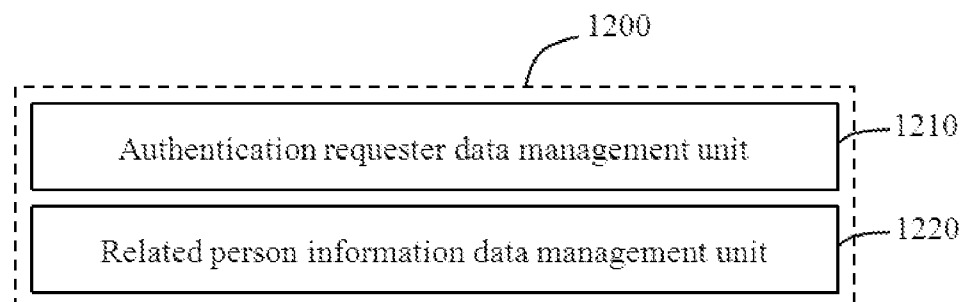 1200
Authentication requester data management unit
1210
Related person information data management unit
1220